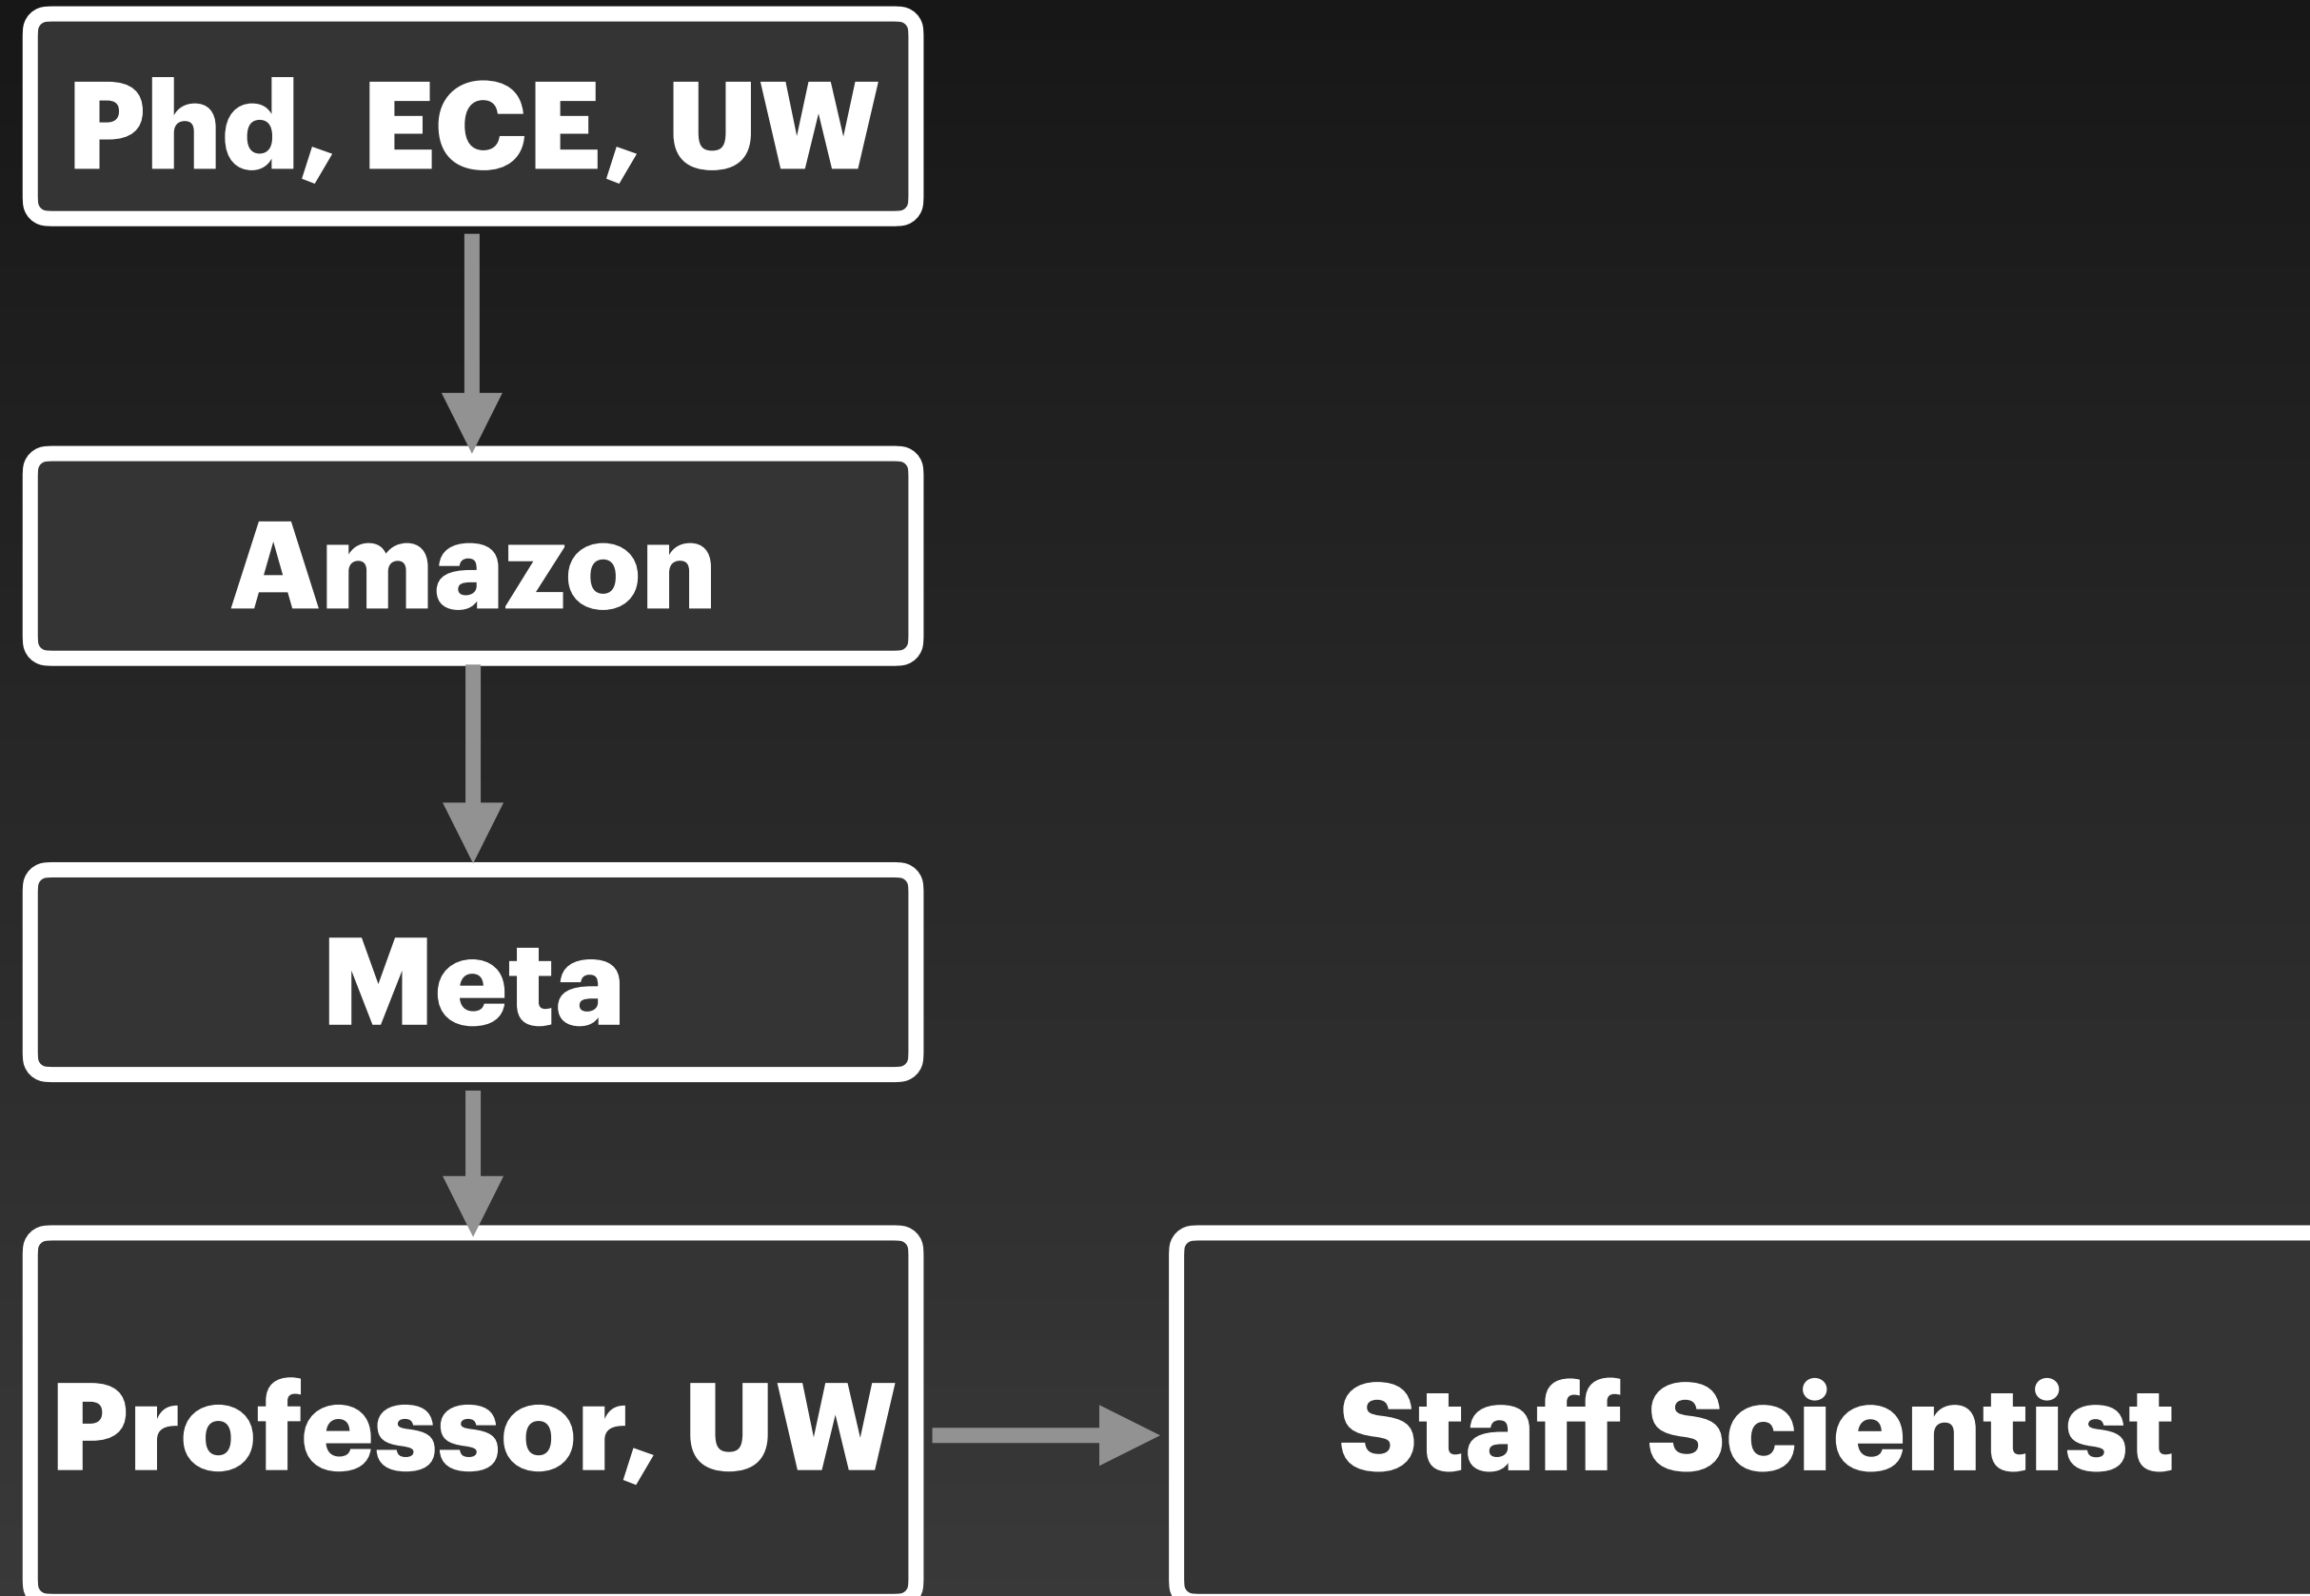 Phd, ECE, UW
Amazon
Meta
Professor, UW
Staff Scientist